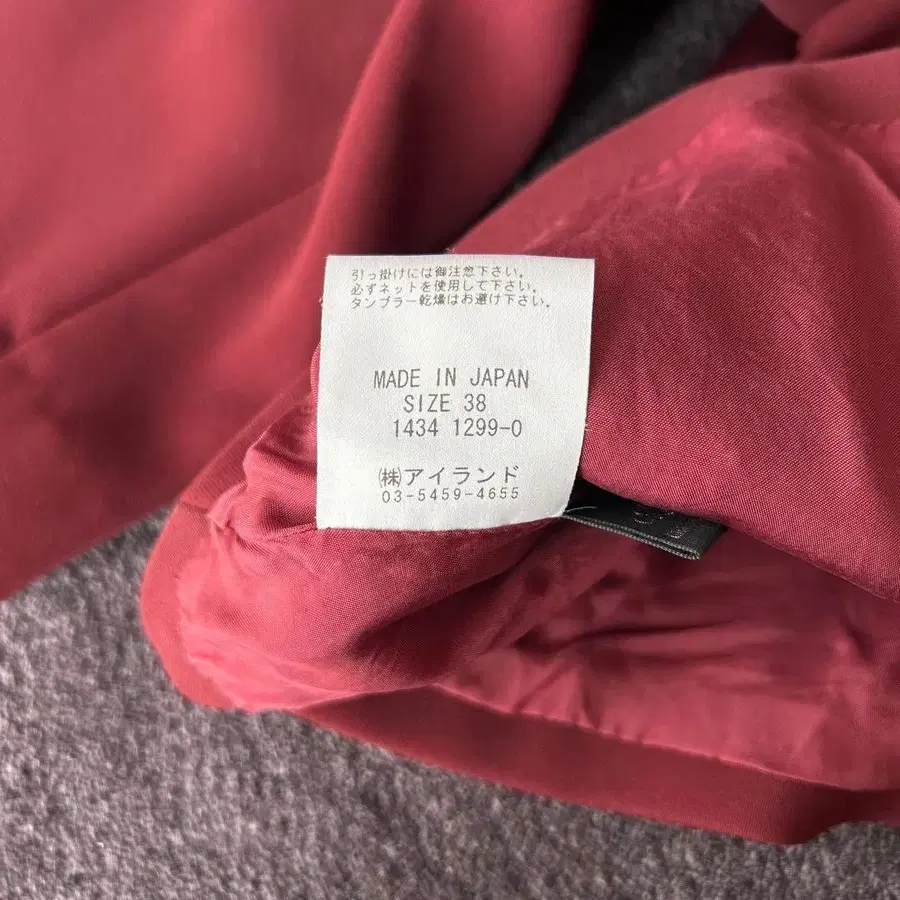 引っ掛けには御注意下さい。
必ずネットを使用して下さい。
タンブラー乾燥はお避け下さい。
MADE IN JAPAN
SIZE 38
1434 1299-0
㈱アイランド
03-5459-4655